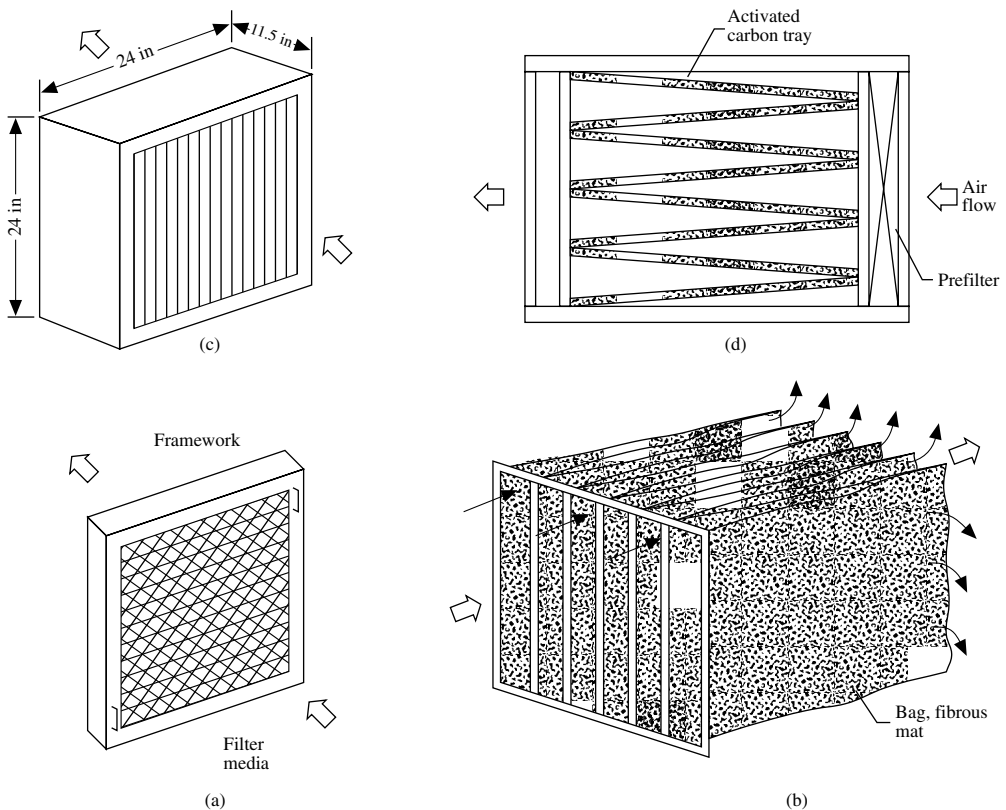 24 in
11.5 in
24 in
(c)
Activated
carbon tray
Air
flow
Prefilter
(d)
Framework
Filter
media
(a)
Bag, fibrous
mat
(b)